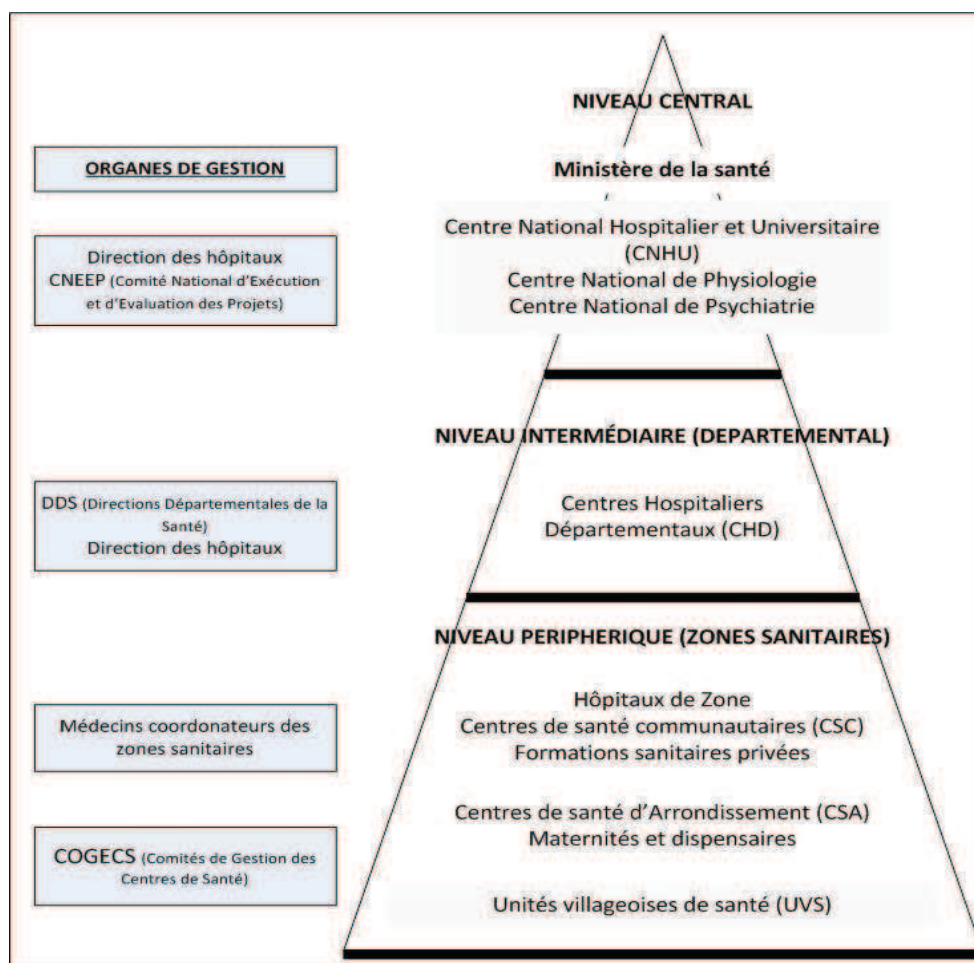 NIVEAU CENTRAL
ORGANES DE GESTION
Ministère de la santé
Direction des hôpitaux
CNEEP (Comité National d'Exécution
et d'Evaluation des Projets)
Centre National Hospitalier et Universitaire
(CNHU)
Centre National de Physiologie
Centre National de Psychiatrie
NIVEAU INTERMÉDIAIRE (DEPARTEMENTAL)
DDS (Directions Départementales de la
Santé)
Direction des hôpitaux
Centres Hospitaliers
Départementaux (CHD)
NIVEAU PERIPHERIQUE (ZONES SANITAIRES)
Médecins coordonateurs des
zones sanitaires
Hôpitaux de Zone
Centres de santé communautaires (CSC)
Formations sanitaires privées
Centres de santé d'Arrondissement (CSA)
Maternités et dispensaires
COGECS (Comités de Gestion des
Centres de Santé)
Unités villageoises de santé (UVS)